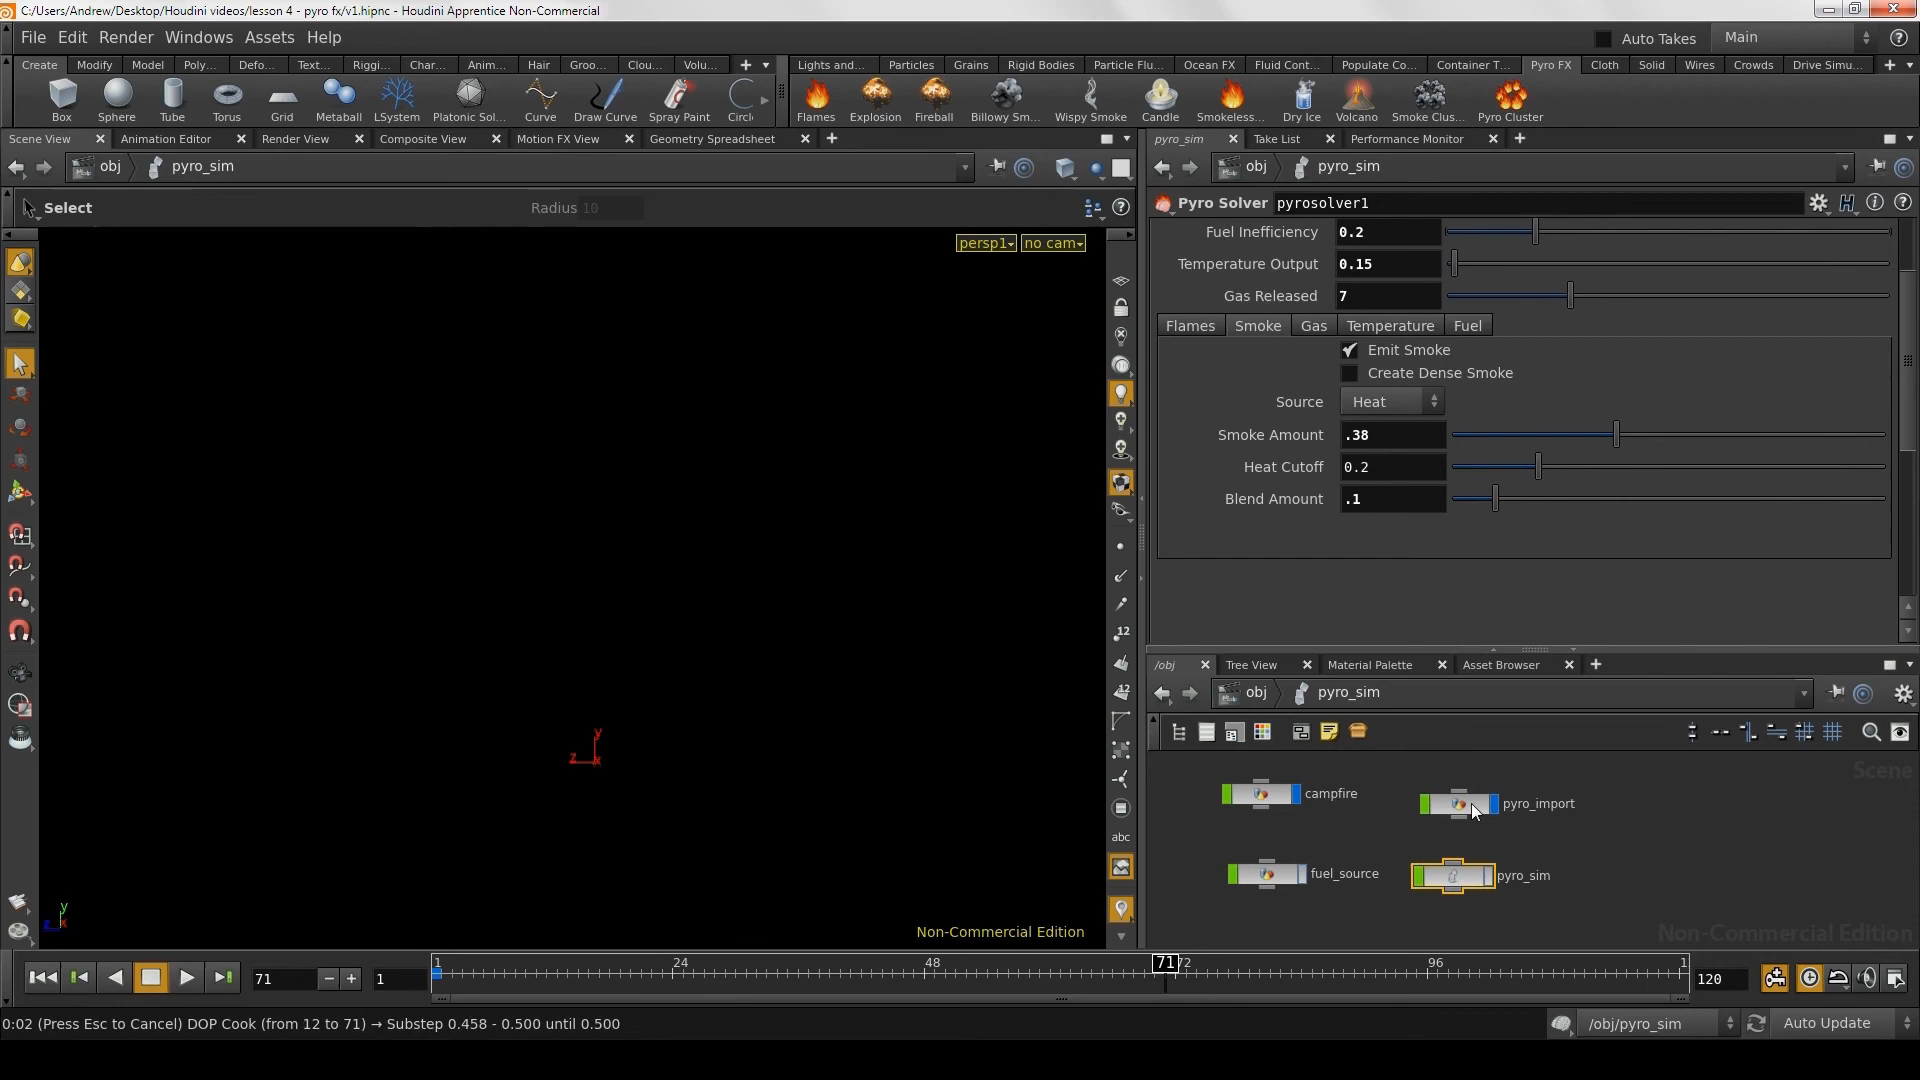 C:/Users/Andrew/Desktop/Houdini videos/lesson 4 - pyro fx/v1.hipnc - Houdini Apprentice Non-Commercial
File Edit Render Windows Assets Help
Auto Takes Main
Create Modify Model Poly... Defo... Text... Riggi... Char... Anim... Hair Groo... Clou... Volu...
Lights and... Particles Grains Rigid Bodies Particle Flu... Ocean FX Fluid Cont... Populate Co... Container T... Pyro FX Cloth Solid Wires Crowds Drive Simu...
Box Sphere Tube Torus Grid Metaball LSystem Platonic Sol... Curve Draw Curve Spray Paint Circl
Flames Explosion Fireball Billowy Sm... Wispy Smoke Candle Smokeless... Dry Ice Volcano Smoke Clus... Pyro Cluster
Scene View Animation Editor Render View Composite View Motion FX View Geometry Spreadsheet
pyro_sim Take List Performance Monitor
obj pyro_sim
obj pyro_sim
Select Radius 10
Pyro Solver pyrosolver1
persp1 no cam
Fuel Inefficiency 0.2
Temperature Output 0.15
Gas Released 7
Flames Smoke Gas Temperature Fuel
Emit Smoke
Create Dense Smoke
Source Heat
Smoke Amount .38
Heat Cutoff 0.2
Blend Amount .1
12
12
abc
/obj Tree View Material Palette Asset Browser
obj pyro_sim
Scene
campfire
pyro_import
fuel_source
pyro_sim
Non-Commercial Edition
y
z x
y
z x
Non-Commercial Edition
71 1
1 24 48 71 72 96 1
120
0:02 (Press Esc to Cancel) DOP Cook (from 12 to 71) → Substep 0.458 - 0.500 until 0.500
/obj/pyro_sim Auto Update